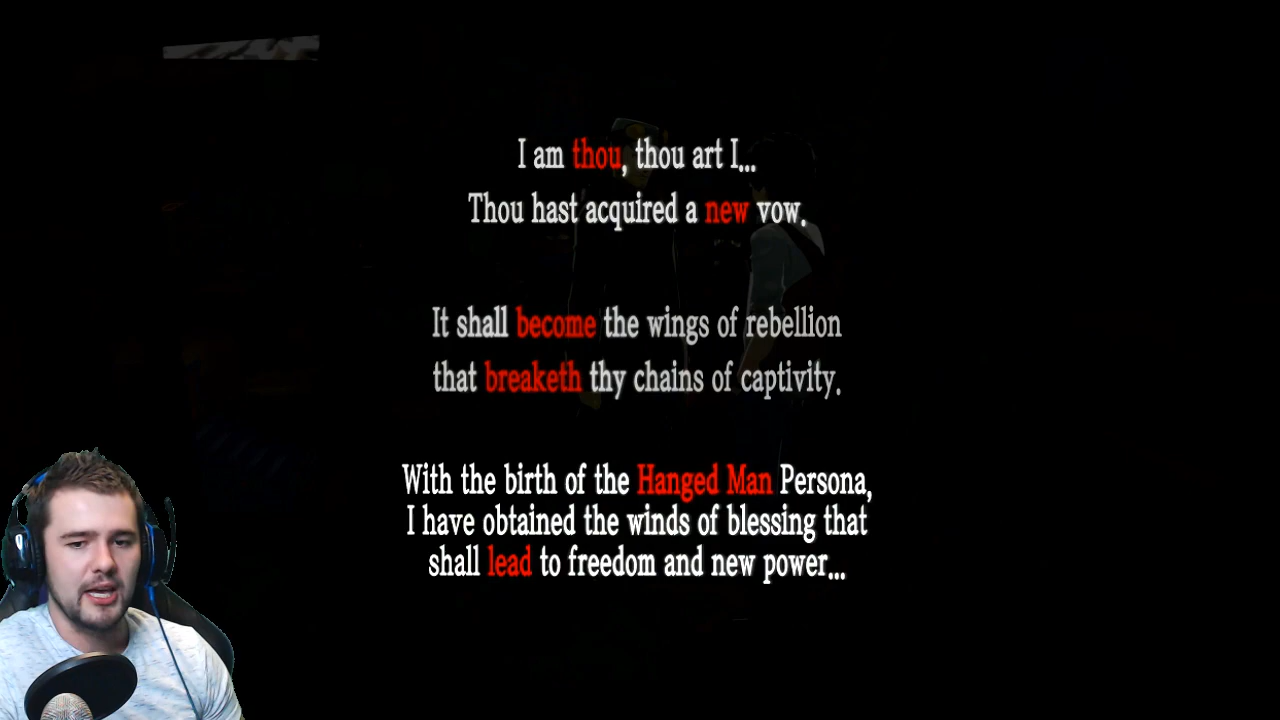 I am thou, thou art I...
Thou hast acquired a new vow.
It shall become the wings of rebellion
that breaketh thy chains of captivity.
With the birth of the Hanged Man Persona,
I have obtained the winds of blessing that
shall lead to freedom and new power...